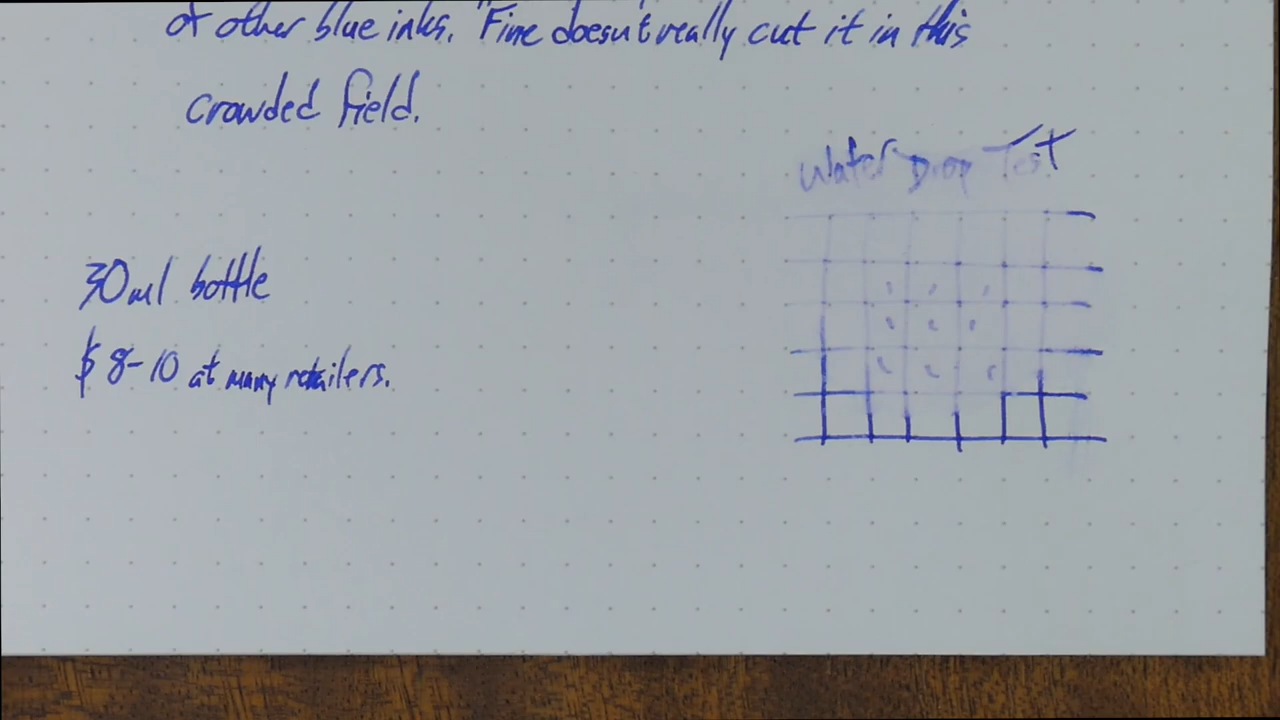 of other blue inks. "Fine doesn't really cut it in this
crowded field.
Water Drop Test
30ml bottle
$8-10 at many retailers.